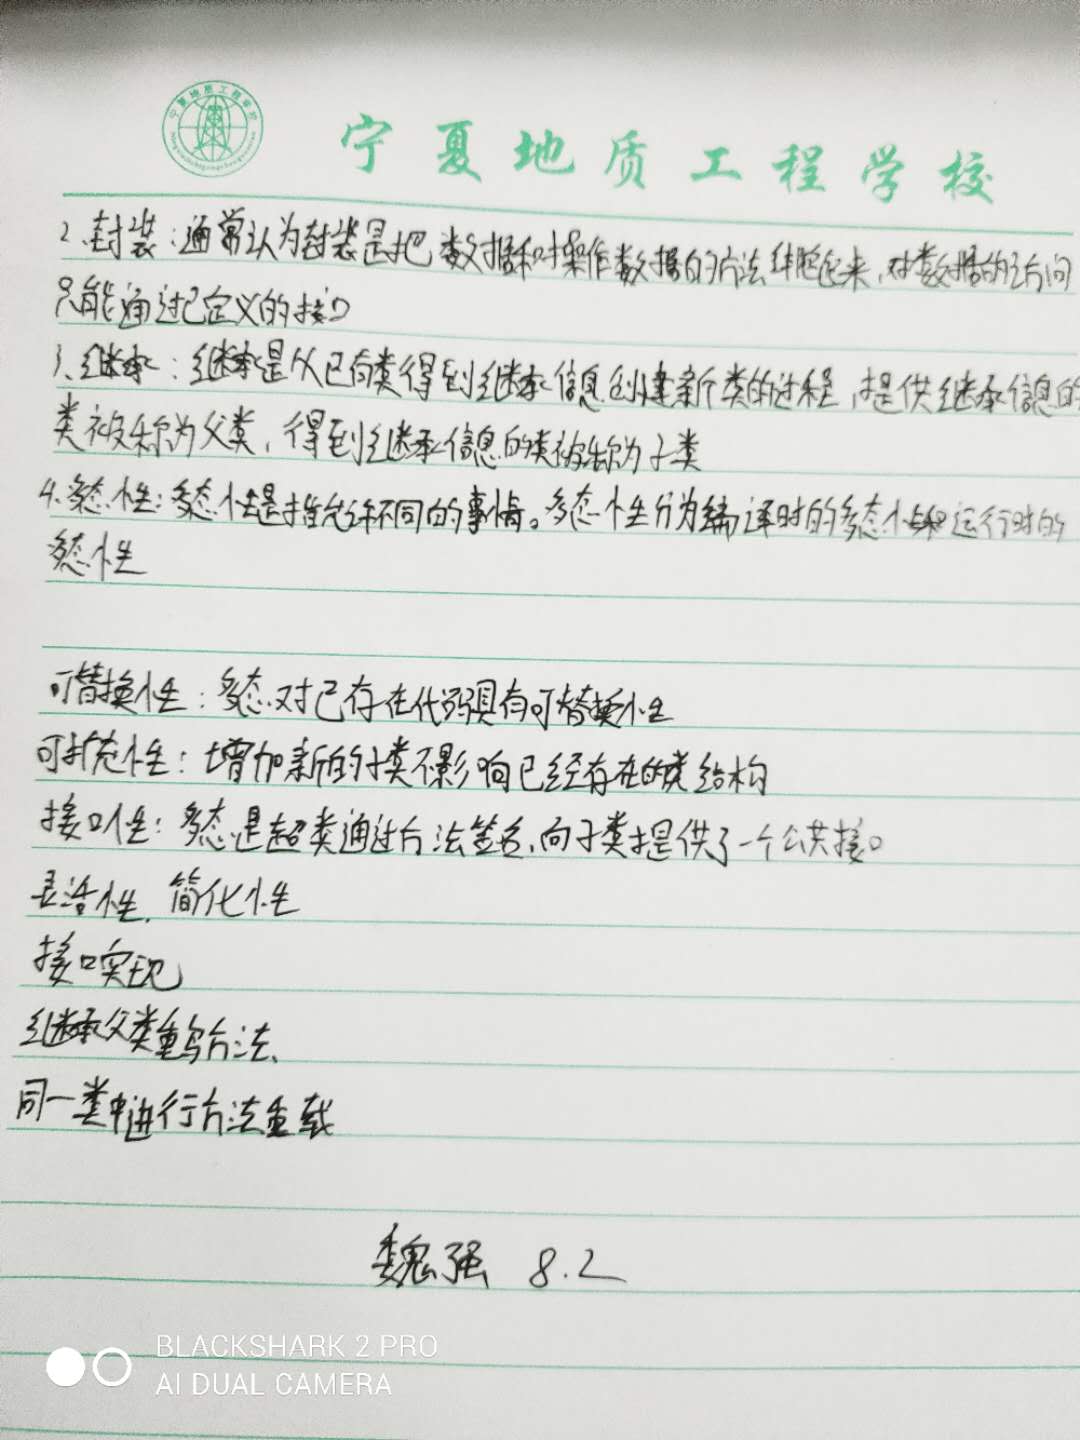 宁夏地质工程学校
宁夏地质工程学校
2.封装：通常认为封装是把数据和对操作数据的方法绑起来,对数据的访问
只能通过已定义的接口
3.继承：继承是从已有类得到继承信息创建新类的过程,提供继承信息的
类被称为父类,得到继承信息的类被称为子类
4.多态性：多态性是指允许不同的事情。多态性分为编译时的多态性和运行时的
多态性
可替换性：多态对已存在代码具有可替换性
可扩充性：增加新的子类不影响已经存在的类结构
接口性：多态是超类通过方法签名,向子类提供了一个公共接口
灵活性,简化性
接口实现
继承父类重写方法、
同一类中进行方法重载
魏强 8.2
BLACKSHARK 2 PRO
AI DUAL CAMERA